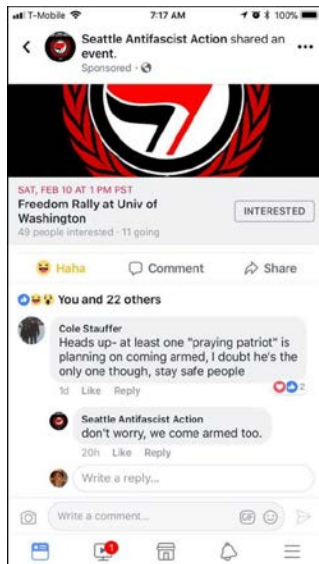 T-Mobile 7:17 AM 100%
Seattle Antifascist Action shared an
event.
Sponsored
SAT, FEB 10 AT 1 PM PST
Freedom Rally at Univ of
Washington
49 people interested · 11 going
INTERESTED
Haha Comment Share
You and 22 others
Cole Stauffer
Heads up- at least one "praying patriot" is
planning on coming armed, I doubt he's the
only one though, stay safe people
1d Like Reply 2
Seattle Antifascist Action
don't worry, we come armed too.
20h Like Reply
Write a reply...
Write a comment... GIF
1